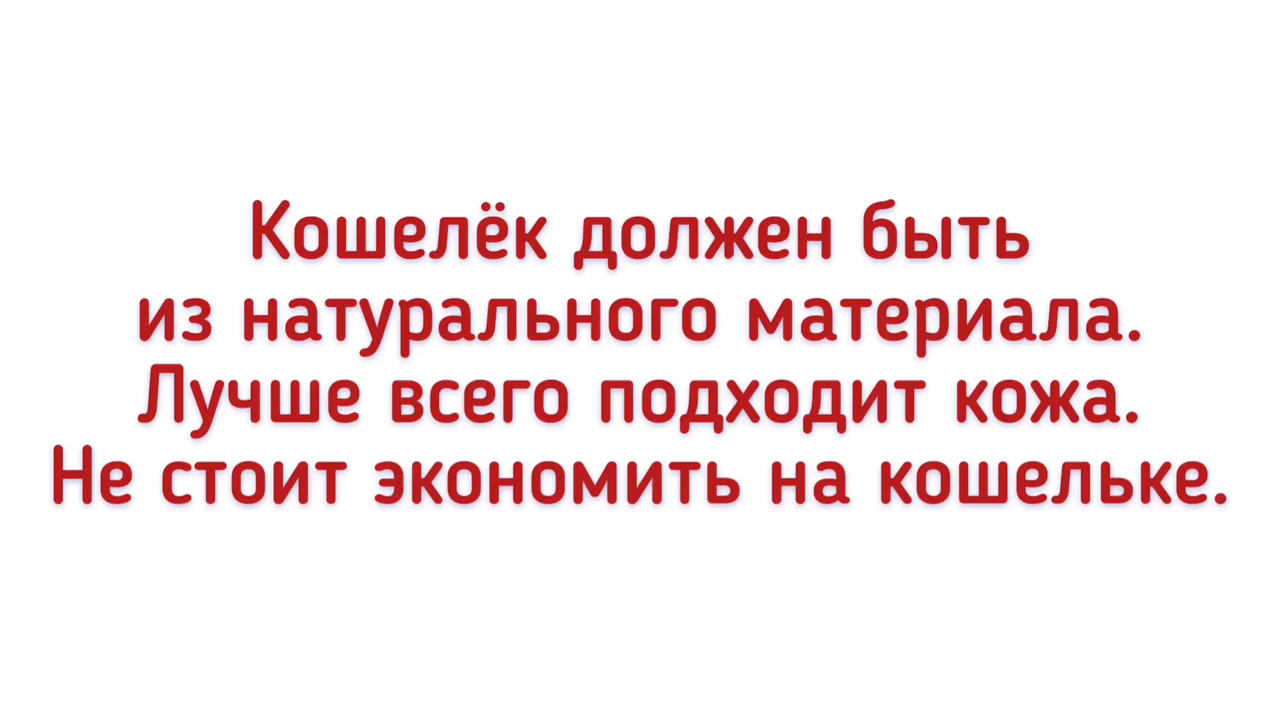 Кошелёк должен быть
из натурального материала.
Лучше всего подходит кожа.
Не стоит экономить на кошельке.